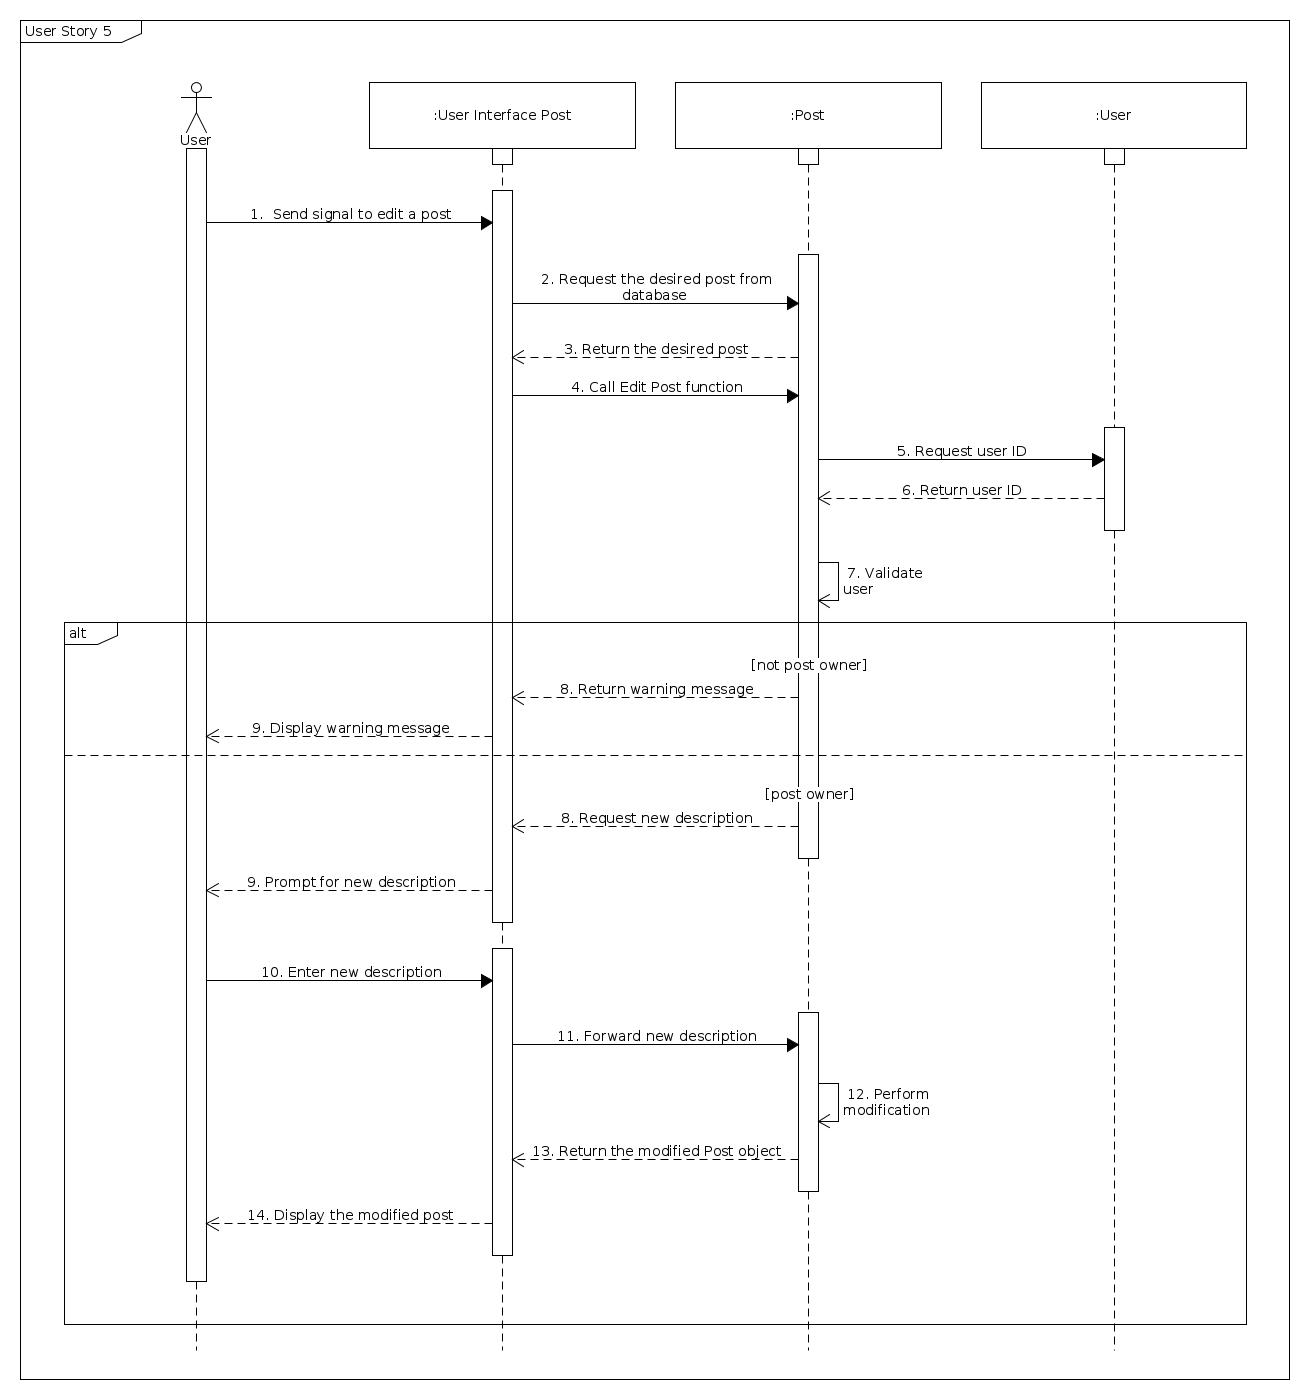 User Story 5
User
:User Interface Post
:Post
:User
1.  Send signal to edit a post
2. Request the desired post from
database
3. Return the desired post
4. Call Edit Post function
5. Request user ID
6. Return user ID
7. Validate
user
alt
[not post owner]
8. Return warning message
9. Display warning message
[post owner]
8. Request new description
9. Prompt for new description
10. Enter new description
11. Forward new description
12. Perform
modification
13. Return the modified Post object
14. Display the modified post